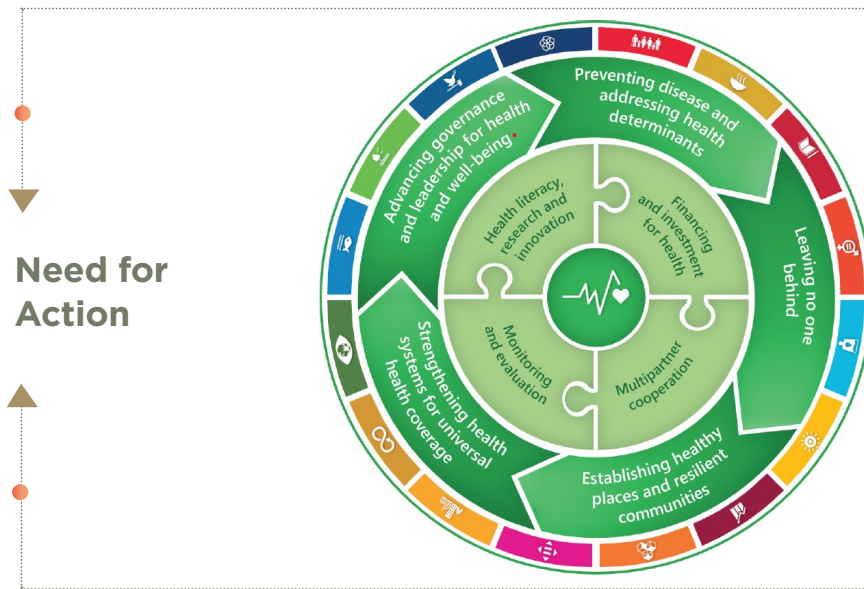 Need for
Action
Advancing governance
and leadership for health
and well-being
Preventing disease and
addressing health
determinants
Leaving no one
behind
Establishing healthy
places and resilient
communities
Strengthening health
systems for universal
health coverage
Health literacy,
research and
innovation
Financing
and investment
for health
Multipartner
cooperation
Monitoring
and evaluation